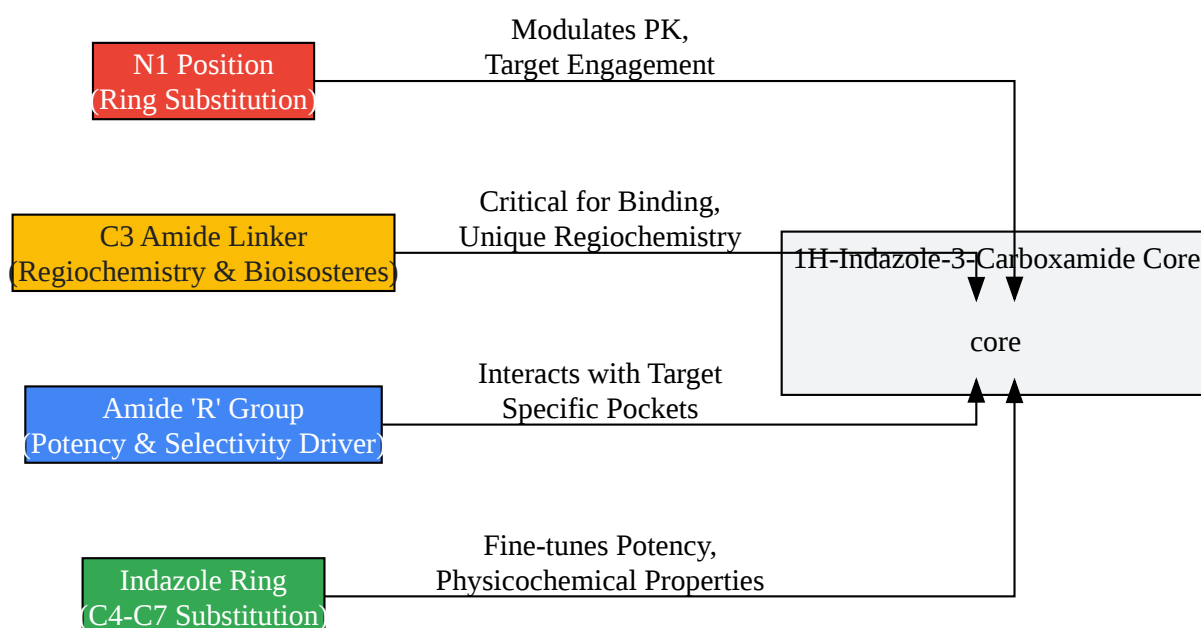 N1 Position
(Ring Substitution)
Modulates PK,
Target Engagement
C3 Amide Linker
(Regiochemistry & Bioisosteres)
Critical for Binding,
Unique Regiochemistry
1H-Indazole-3-Carboxamide Core
core
Amide 'R' Group
(Potency & Selectivity Driver)
Interacts with Target
Specific Pockets
Indazole Ring
(C4-C7 Substitution)
Fine-tunes Potency,
Physicochemical Properties